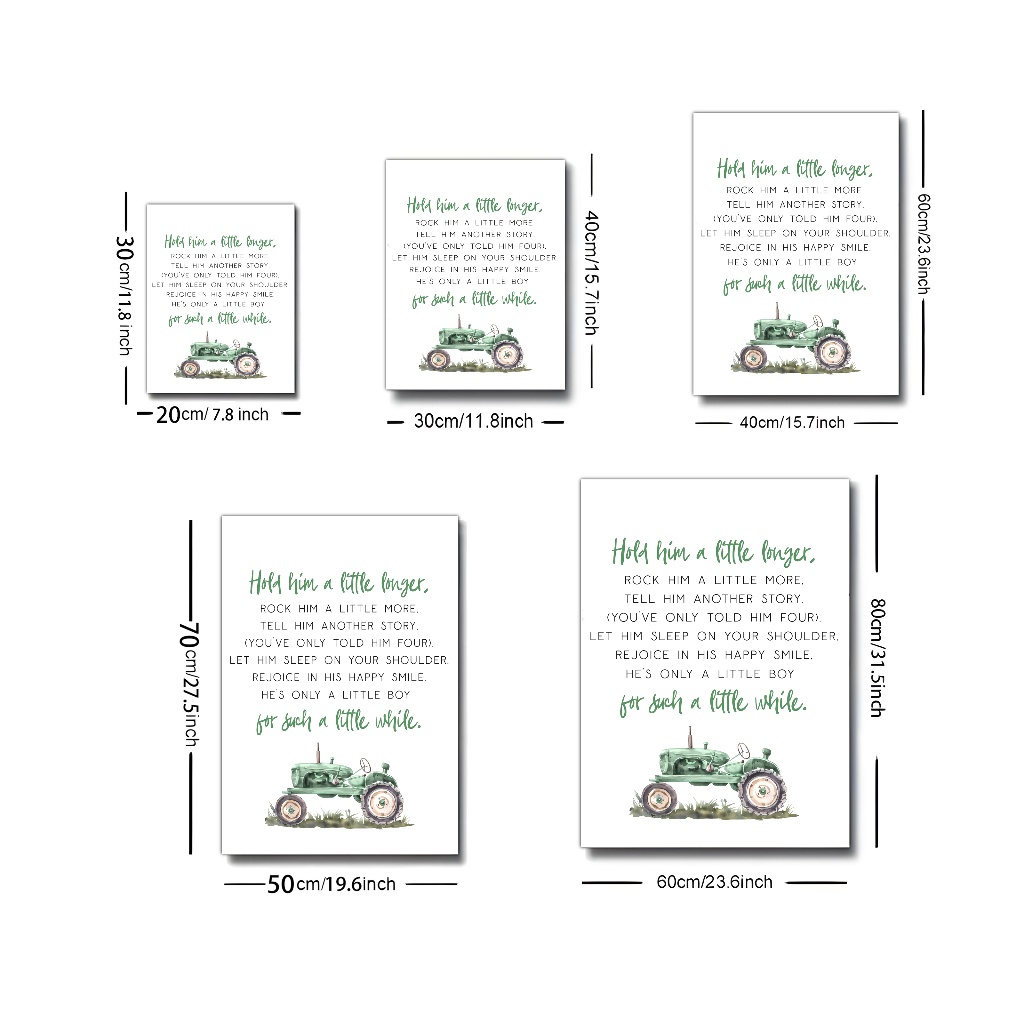 Hold him a little longer,
ROCK HIM A LITTLE MORE
TELL HIM ANOTHER STORY
(YOU'VE ONLY TOLD HIM FOUR).
LET HIM SLEEP ON YOUR SHOULDER
REJOICE IN HIS HAPPY SMILE.
HE'S ONLY A LITTLE BOY
for such a little while.
30cm/11.8 inch
20cm/7.8 inch
Hold him a little longer,
ROCK HIM A LITTLE MORE
TELL HIM ANOTHER STORY
(YOU'VE ONLY TOLD HIM FOUR).
LET HIM SLEEP ON YOUR SHOULDER.
REJOICE IN HIS HAPPY SMILE.
HE'S ONLY A LITTLE BOY
for such a little while.
40cm/15.7inch
30cm/11.8inch
Hold him a little longer,
ROCK HIM A LITTLE MORE
TELL HIM ANOTHER STORY.
(YOU'VE ONLY TOLD HIM FOUR).
LET HIM SLEEP ON YOUR SHOULDER.
REJOICE IN HIS HAPPY SMILE.
HE'S ONLY A LITTLE BOY
for such a little while.
60cm/23.6inch
40cm/15.7inch
Hold him a little longer,
ROCK HIM A LITTLE MORE,
TELL HIM ANOTHER STORY.
(YOU'VE ONLY TOLD HIM FOUR).
LET HIM SLEEP ON YOUR SHOULDER.
REJOICE IN HIS HAPPY SMILE.
HE'S ONLY A LITTLE BOY
for such a little while.
70cm/27.5inch
50cm/19.6inch
Hold him a little longer,
ROCK HIM A LITTLE MORE,
TELL HIM ANOTHER STORY.
(YOU'VE ONLY TOLD HIM FOUR).
LET HIM SLEEP ON YOUR SHOULDER,
REJOICE IN HIS HAPPY SMILE.
HE'S ONLY A LITTLE BOY
for such a little while.
80cm/31.5inch
60cm/23.6inch